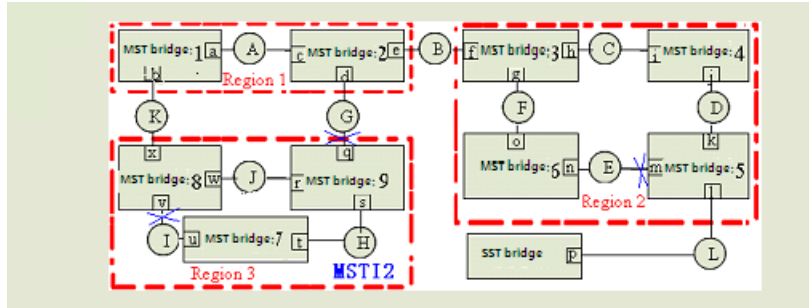 MST bridge: 1 a A c MST bridge: 2 e B f MST bridge: 3 h C i MST bridge: 4
b Region 1 d g j
K G F D
x q o k
MST bridge: 8 w J r MST bridge: 9 MST bridge: 6 n E m MST bridge: 5
v s l
Region 2
I u MST bridge: 7 t H SST bridge p L
Region 3 MSTI2